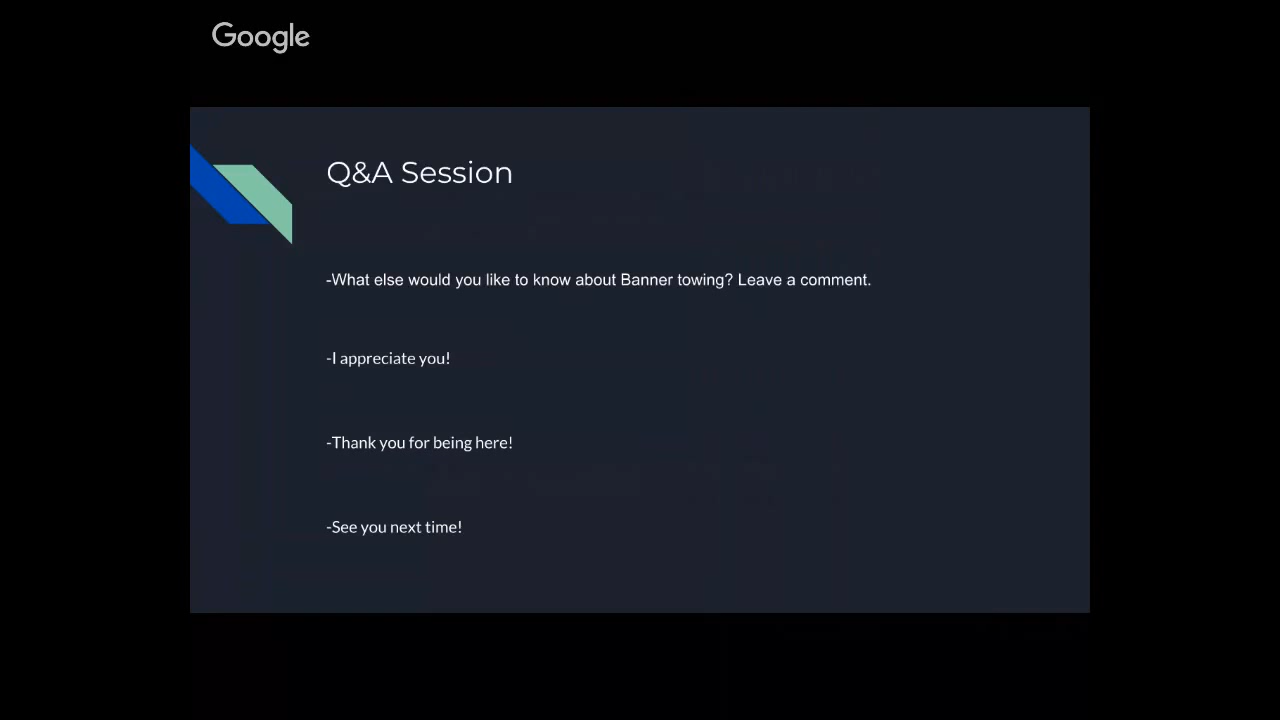 Google
Q&A Session
-What else would you like to know about Banner towing? Leave a comment.
-I appreciate you!
-Thank you for being here!
-See you next time!